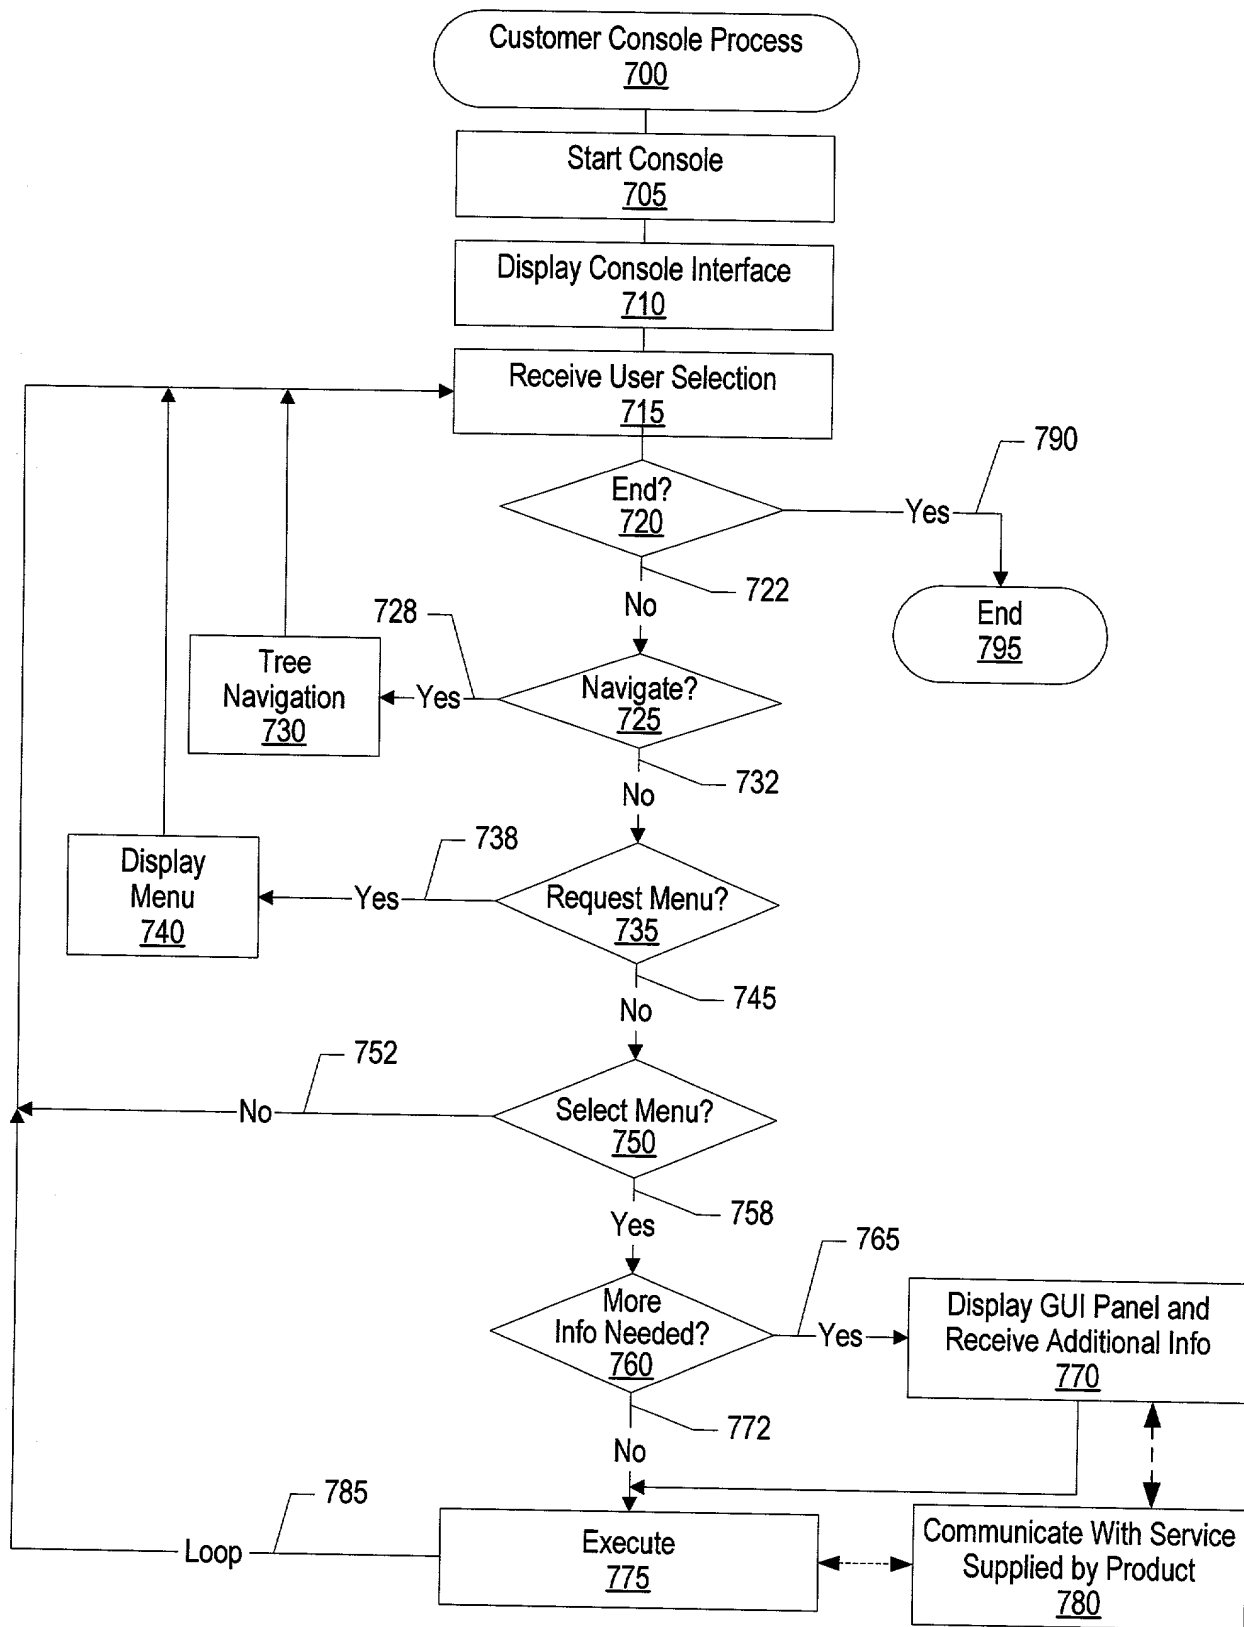 Customer Console Process
700
Start Console
705
Display Console Interface
710
Receive User Selection
715
790
End?
720
Yes
722
No
End
795
728
Tree
Navigation
730
Yes
Navigate?
725
732
No
738
Display
Menu
740
Yes
Request Menu?
735
745
No
752
No
Select Menu?
750
758
Yes
765
More
Info Needed?
760
Yes
Display GUI Panel and
Receive Additional Info
770
772
No
785
Loop
Execute
775
Communicate With Service
Supplied by Product
780